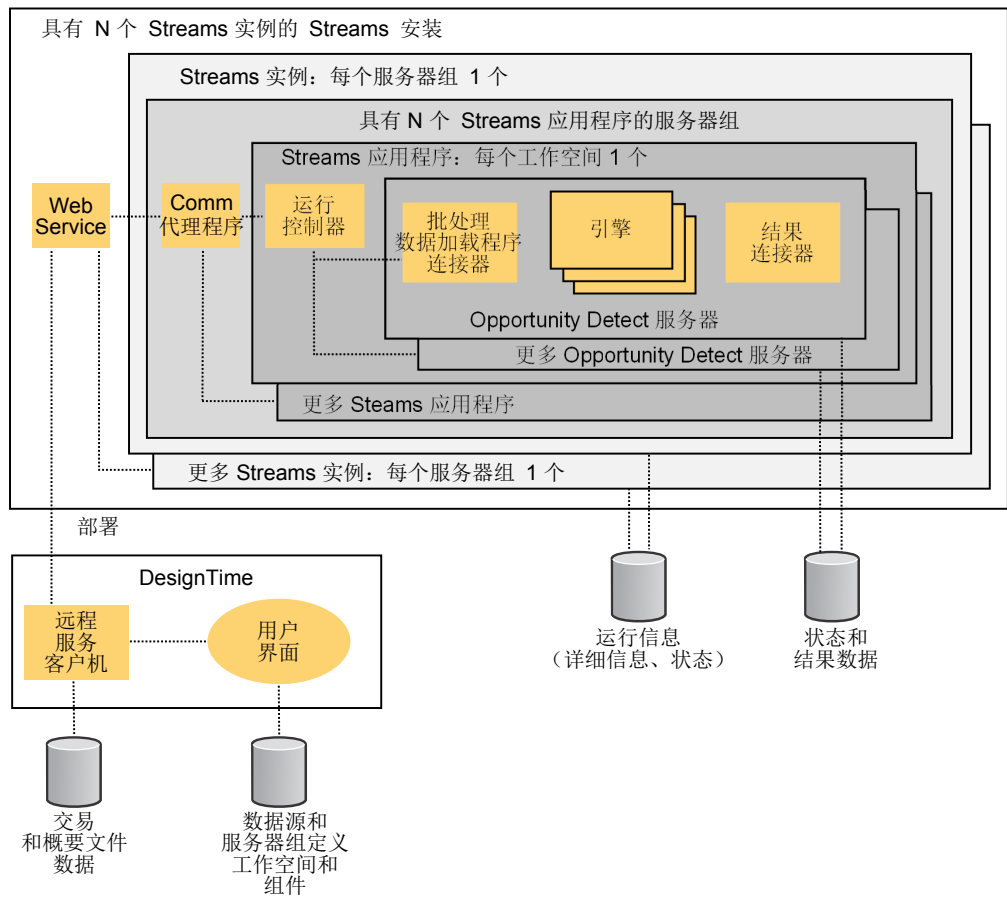 具有 N 个 Streams 实例的 Streams 安装
Streams 实例：每个服务器组 1 个
具有 N 个 Streams 应用程序的服务器组
Streams 应用程序：每个工作空间 1 个
Web
Service
Comm
代理程序
运行
控制器
批处理
数据加载程序
连接器
引擎
结果
连接器
Opportunity Detect 服务器
更多 Opportunity Detect 服务器
更多 Steams 应用程序
更多 Streams 实例：每个服务器组 1 个
部署
DesignTime
远程
服务
客户机
用户
界面
运行信息
（详细信息、状态）
状态和
结果数据
交易
和概要文件
数据
数据源和
服务器组定义
工作空间和
组件